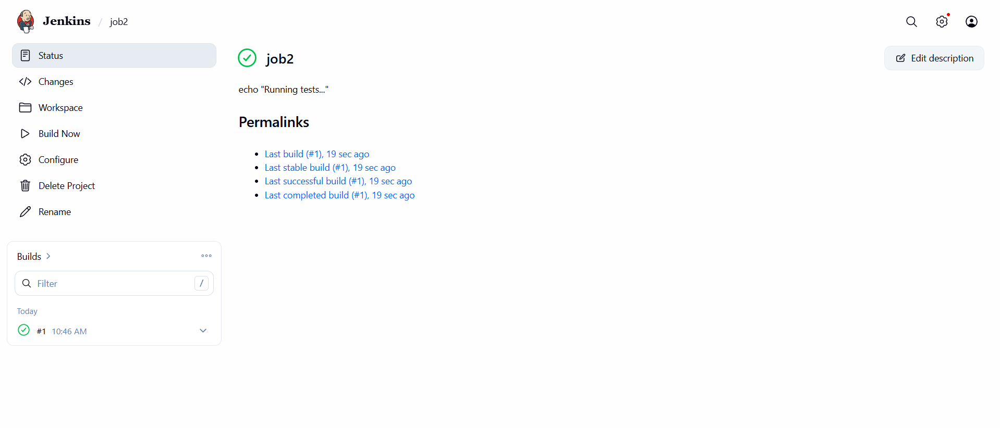 Jenkins / job2
Status
Changes
Workspace
Build Now
Configure
Delete Project
Rename
Builds
Filter /
Today
#1 10:46 AM
job2
Edit description
echo "Running tests..."
Permalinks
Last build (#1), 19 sec ago
Last stable build (#1), 19 sec ago
Last successful build (#1), 19 sec ago
Last completed build (#1), 19 sec ago